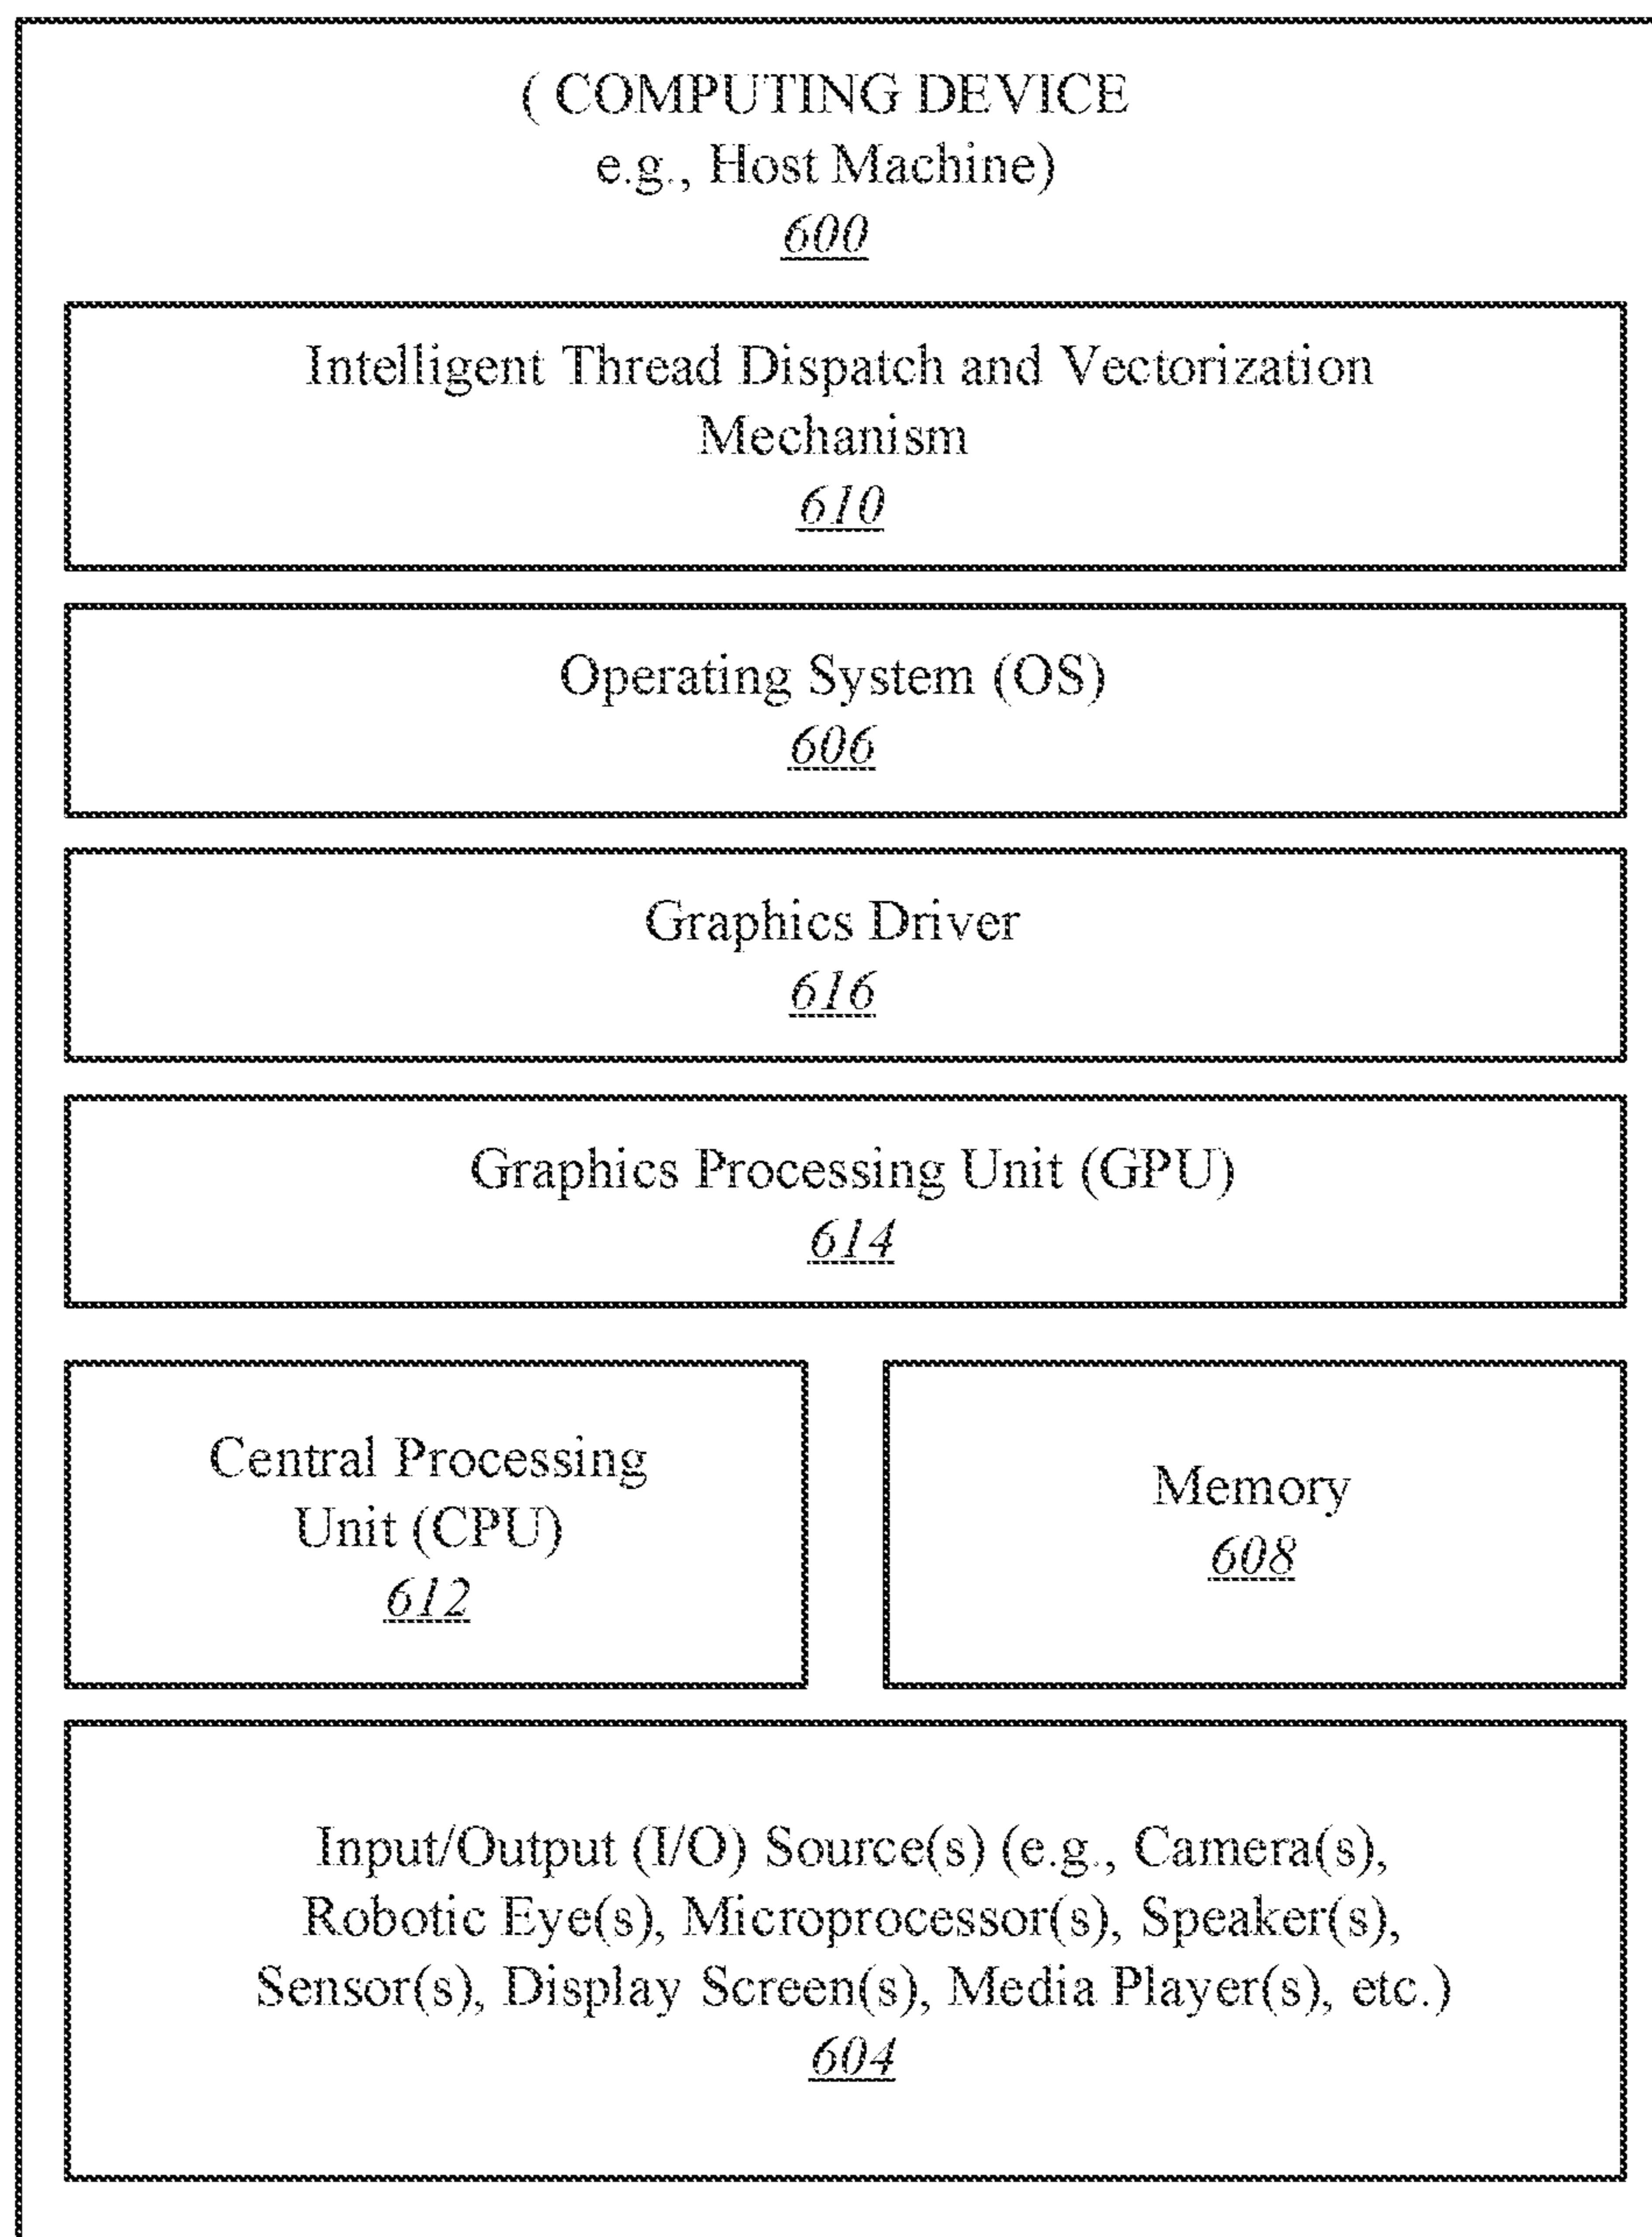 ( COMPUTING DEVICE
e.g., Host Machine)
600
Intelligent Thread Dispatch and Vectorization
Mechanism
610
Operating System (OS)
606
Graphics Driver
616
Graphics Processing Unit (GPU)
614
Central Processing
Unit (CPU)
612
Memory
608
Input/Output (I/O) Source(s) (e.g., Camera(s),
Robotic Eye(s), Microprocessor(s), Speaker(s),
Sensor(s), Display Screen(s), Media Player(s), etc.)
604